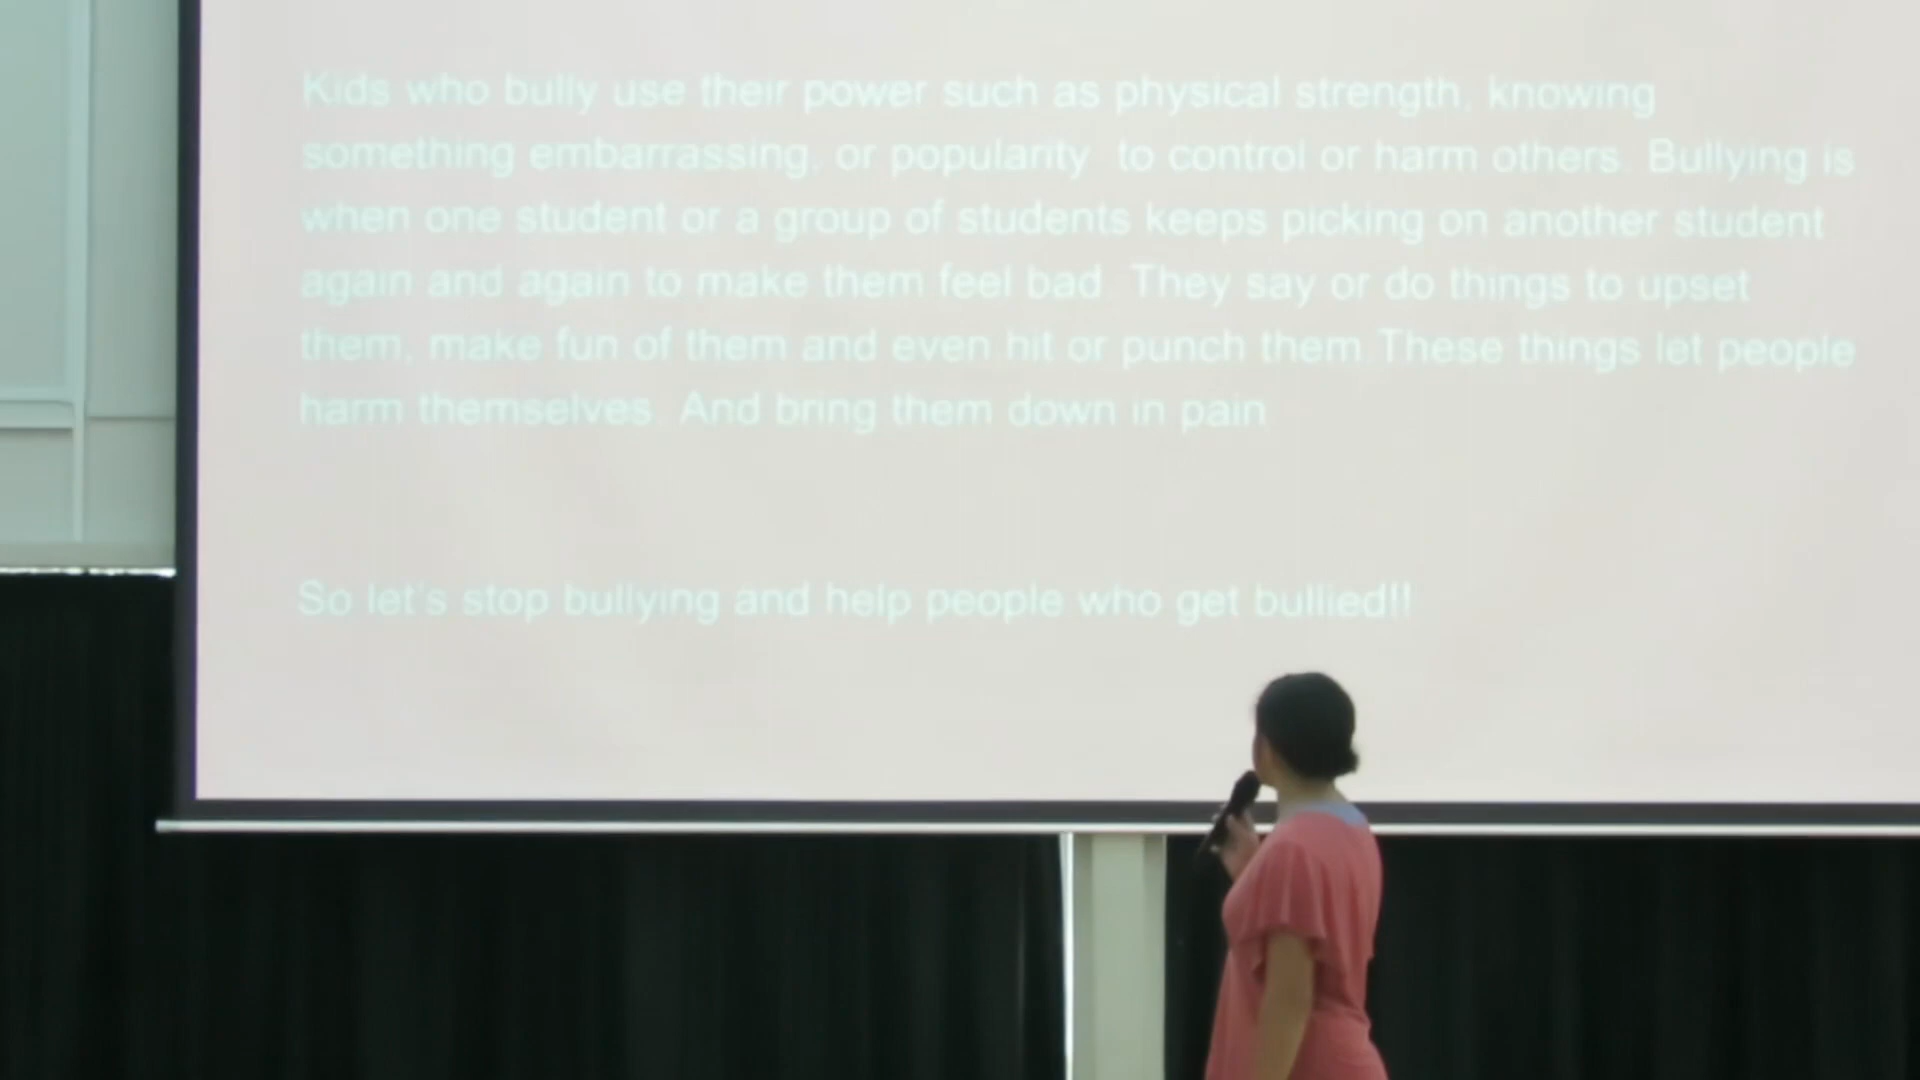 Kids who bully use their power such as physical strength, knowing
something embarrassing, or popularity to control or harm others. Bullying is
when one student or a group of students keeps picking on another student
again and again to make them feel bad. They say or do things to upset
them, make fun of them and even hit or punch them.These things let people
harm themselves. And bring them down in pain
So let's stop bullying and help people who get bullied!!